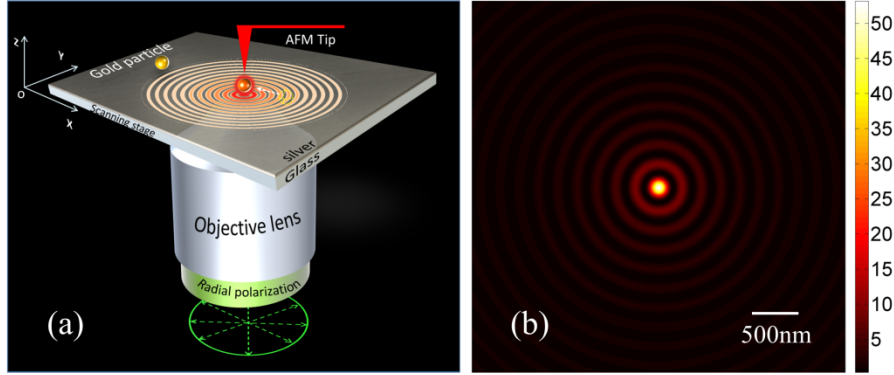 Z
Y
O
X
Gold particle
AFM Tip
Scanning stage
silver
Glass
Objective lens
Radial polarization
(a)
(b)
500nm
50
45
40
35
30
25
20
15
10
5